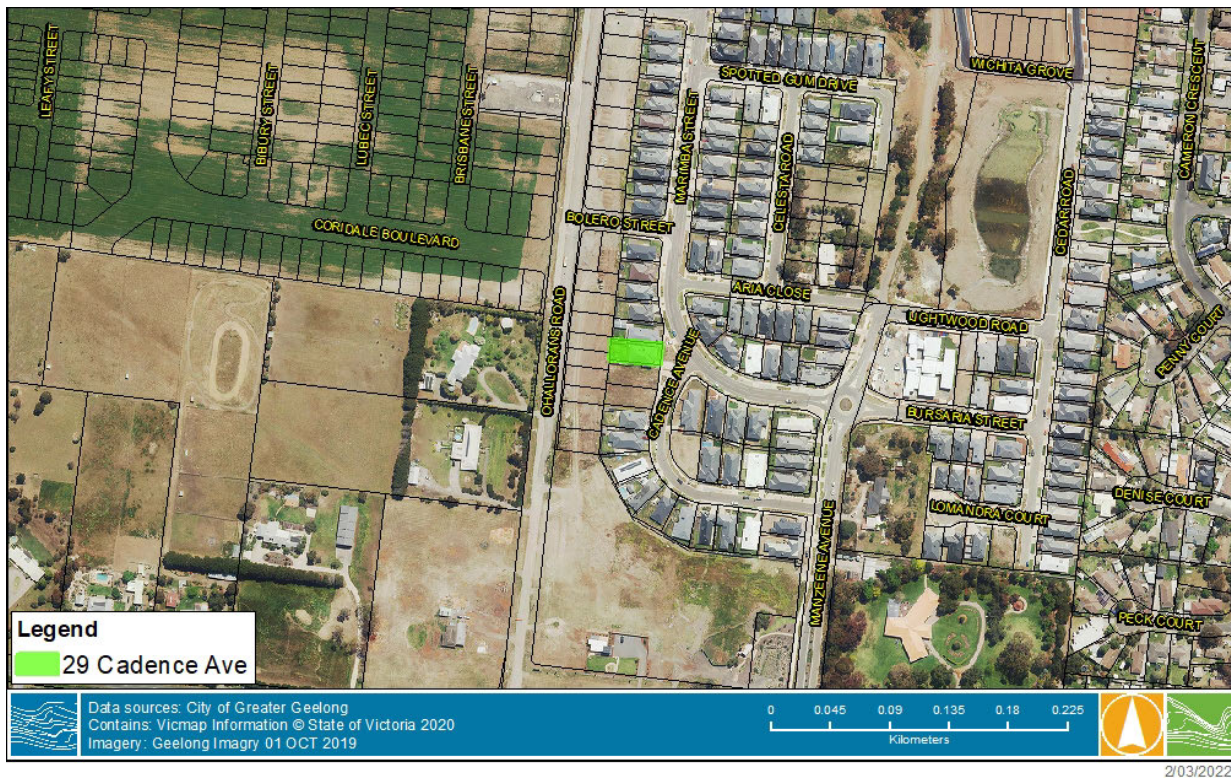 LEAFY STREET
BIBURY STREET
LUBEC STREET
BRISBANE STREET
CORIDALE BOULEVARD
CHALLORANS ROAD
BOLERO STREET
MARIMBA STREET
SPOTTED GUM DRIVE
CELESTA ROAD
ARIA CLOSE
CADENCE AVENUE
WICHITA GROVE
CAMERON CRESCENT
CEDAR ROAD
LIGHTWOOD ROAD
PENNY COURT
BURSARIA STREET
MANZEENE AVENUE
LOMANDRA COURT
DENISE COURT
PECK COURT
Legend
29 Cadence Ave
Data sources: City of Greater Geelong
Contains: Vicmap Information © State of Victoria 2020
Imagery: Geelong Imagry 01 OCT 2019
0 0.045 0.09 0.135 0.18 0.225
Kilometers
2/03/2022